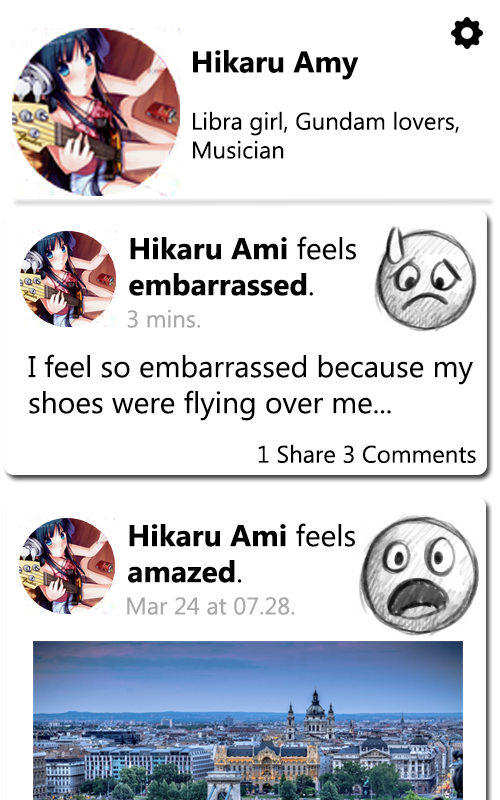 Hikaru Amy
Libra girl, Gundam lovers,
Musician
Hikaru Ami feels
embarrassed.
3 mins.
I feel so embarrassed because my
shoes were flying over me...
1 Share 3 Comments
Hikaru Ami feels
amazed.
Mar 24 at 07.28.